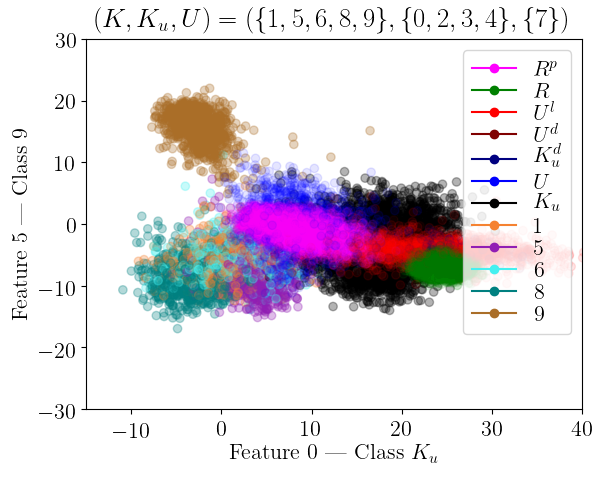 (K, K_u, U) = ({1, 5, 6, 8, 9}, {0, 2, 3, 4}, {7})
30
20
10
0
−10
−20
−30
Feature 5 — Class 9
R^p
R
U^l
U^d
K_u^d
U
K_u
1
5
6
8
9
−10 0 10 20 30 40
Feature 0 — Class K_u